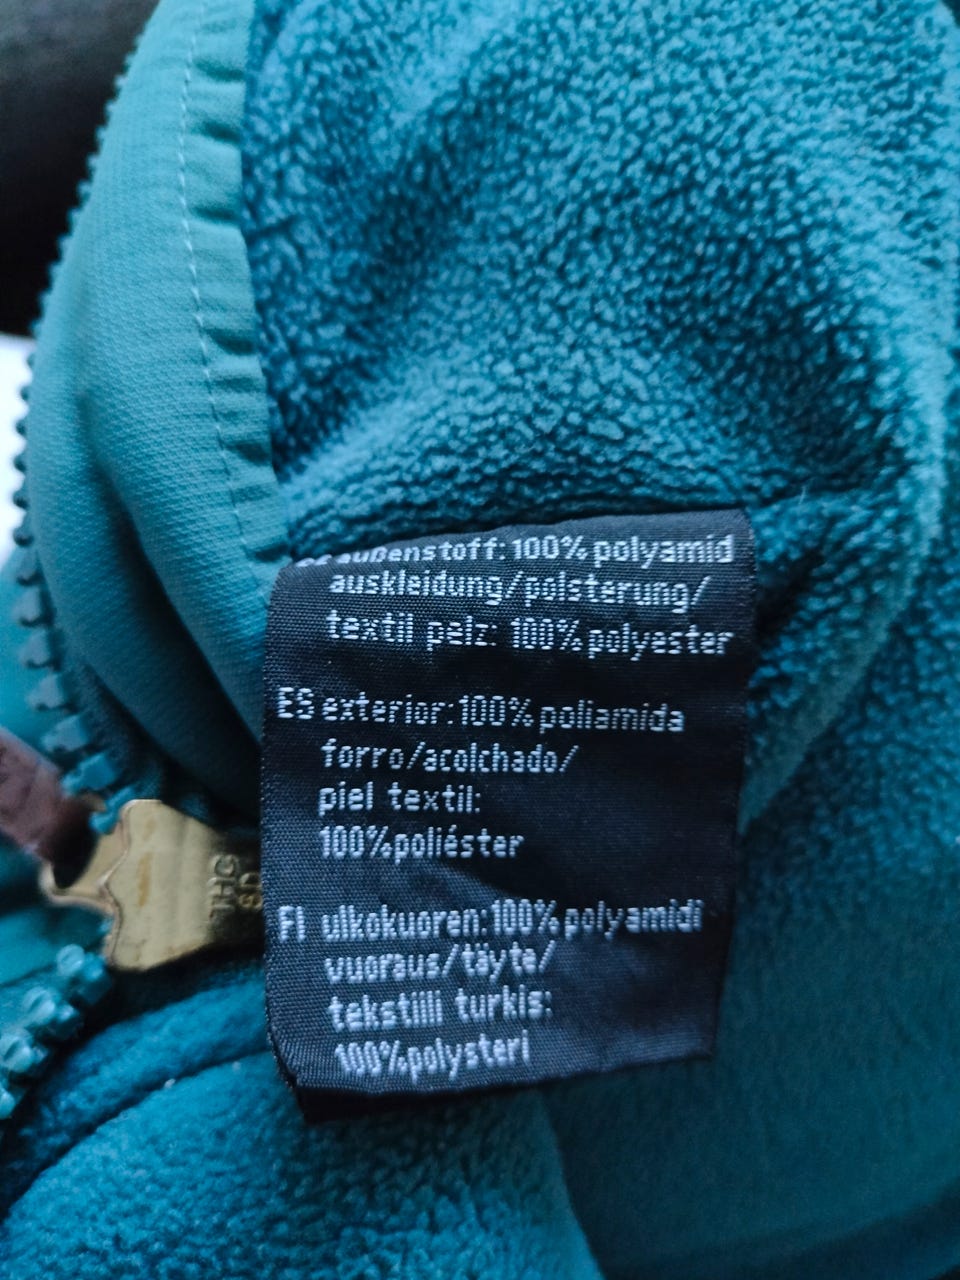 außenstoff: 100% polyamid
auskleidung/polsterung/
textil pelz: 100% polyester
ES exterior: 100% poliamida
forro/acolchado/
piel textil:
100% poliéster
FI ulkokuoren: 100% polyamidi
vuoraus/täyte/
tekstiili turkis:
100% polysteri
THC